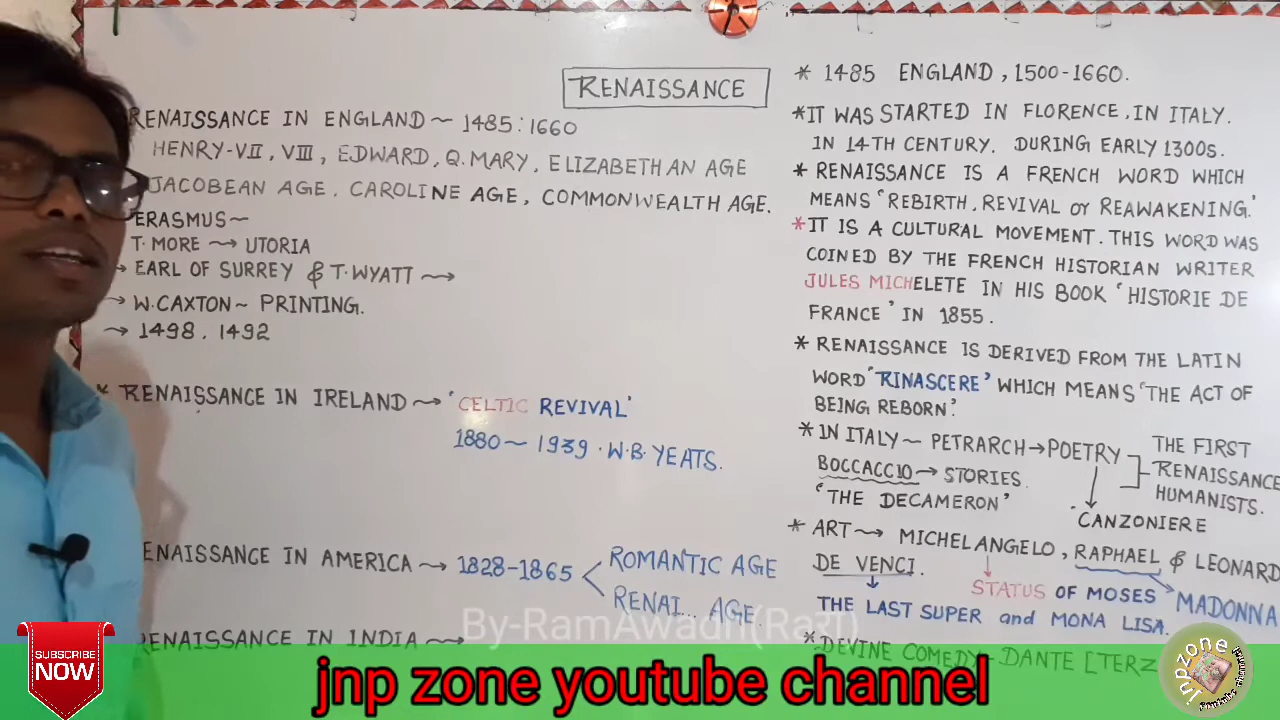 RENAISSANCE
RENAISSANCE IN ENGLAND ~ 1485:1660
HENRY-VII, VIII, EDWARD, Q. MARY, ELIZABETHAN AGE
JACOBEAN AGE. CAROLINE AGE, COMMONWEALTH AGE.
ERASMUS~
T. MORE → UTORIA
→ EARL OF SURREY & T. WYATT →
→ W. CAXTON ~ PRINTING.
→ 1498. 1492
* RENAISSANCE IN IRELAND → 'CELTIC REVIVAL'
1880 ~ 1939 · W.B. YEATS.
ENAISSANCE IN AMERICA → 1828-1865 < ROMANTIC AGE
RENAI... AGE.
RENAISSANCE IN INDIA →
* 1485 ENGLAND, 1500-1660.
* IT WAS STARTED IN FLORENCE, IN ITALY.
IN 14TH CENTURY. DURING EARLY 1300s.
* RENAISSANCE IS A FRENCH WORD WHICH
MEANS 'REBIRTH, REVIVAL or REAWAKENING.'
* IT IS A CULTURAL MOVEMENT. THIS WORD WAS
COINED BY THE FRENCH HISTORIAN WRITER
JULES MICHELETE IN HIS BOOK 'HISTORIE DE
FRANCE' IN 1855.
* RENAISSANCE IS DERIVED FROM THE LATIN
WORD 'RINASCERE' WHICH MEANS 'THE ACT OF
BEING REBORN'.
* IN ITALY ~ PETRARCH → POETRY
BOCCACCIO → STORIES.
'THE DECAMERON'
THE FIRST
RENAISSANCE
HUMANISTS.
CANZONIERE
* ART → MICHELANGELO, RAPHAEL & LEONARD
DE VENCI.
STATUS OF MOSES
MADONNA
THE LAST SUPER and MONA LISA.
* DEVINE COMEDY - DANTE [TERZ
SUBSCRIBE
NOW
jnp zone youtube channel
jnpzone